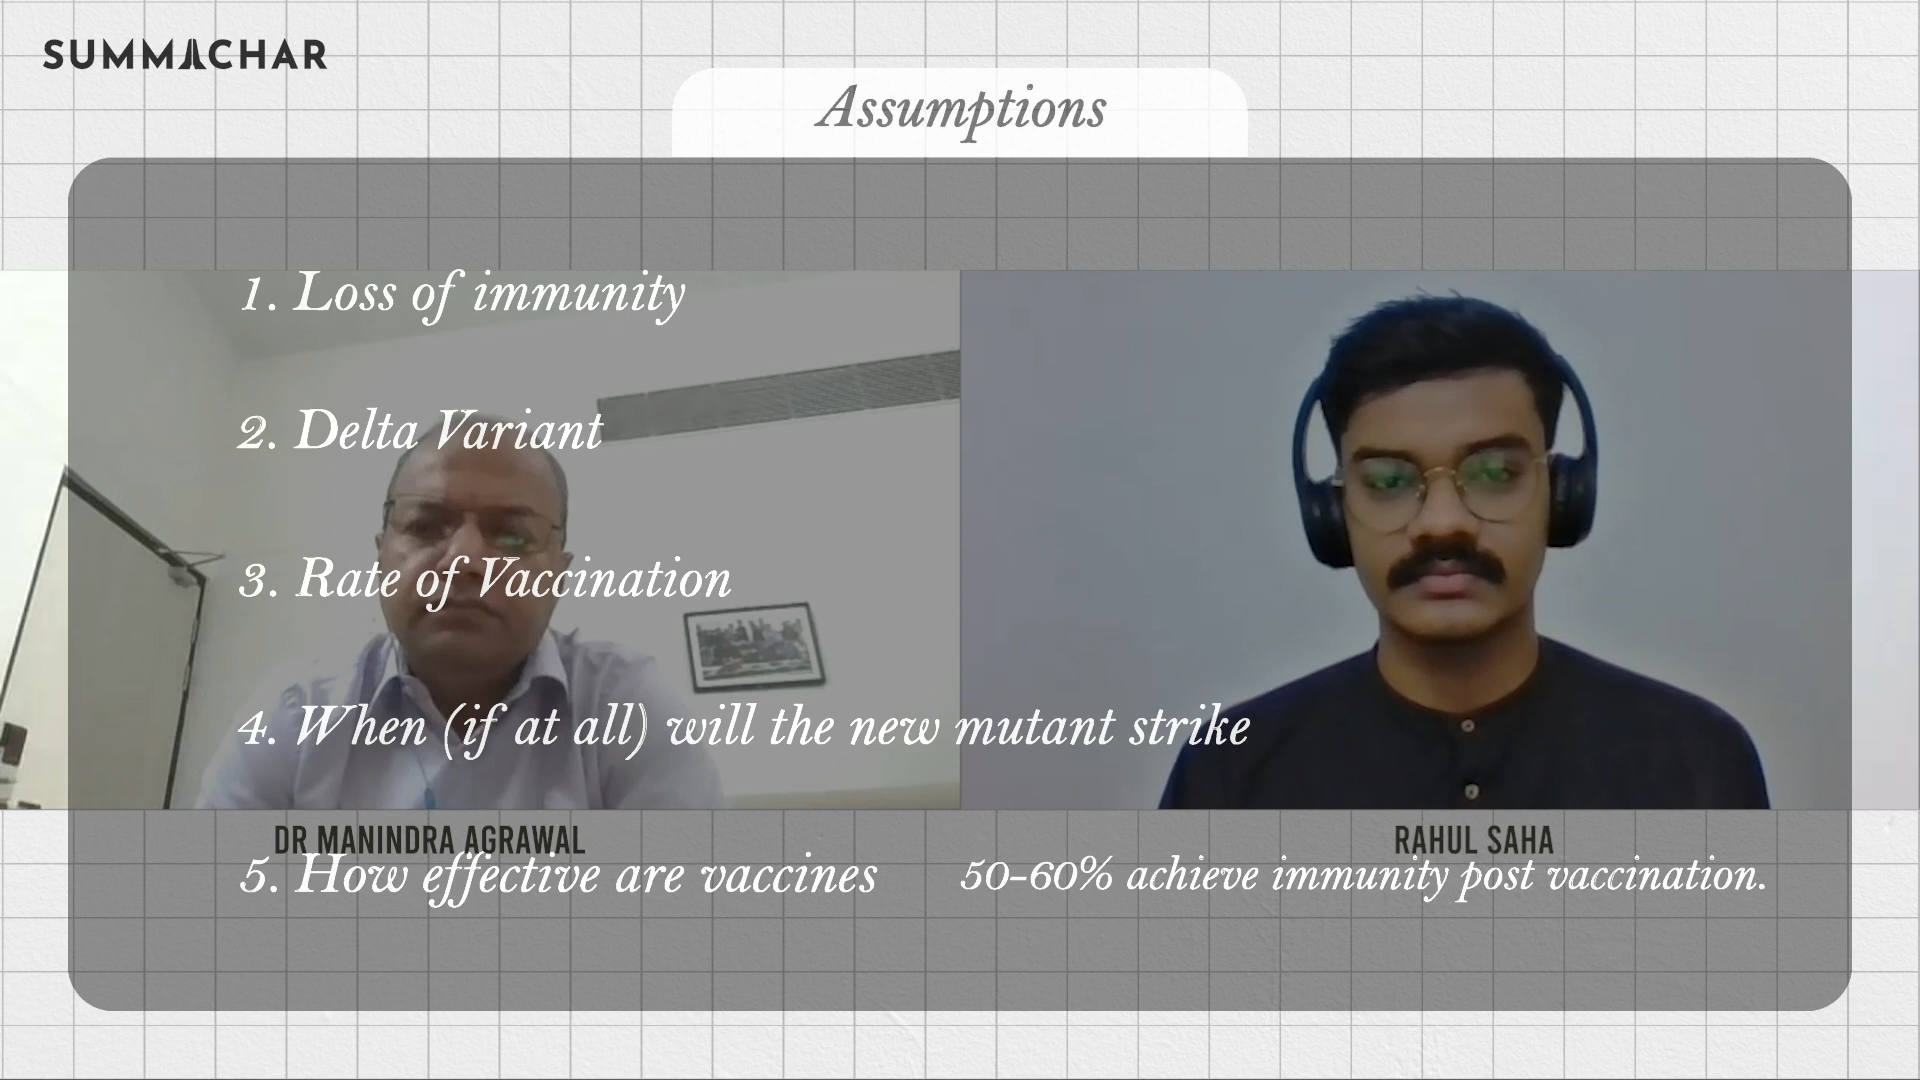 SUMMACHAR
Assumptions
1. Loss of immunity
2. Delta Variant
3. Rate of Vaccination
4. When (if at all) will the new mutant strike
DR MANINDRA AGRAWAL
RAHUL SAHA
5. How effective are vaccines
50-60% achieve immunity post vaccination.